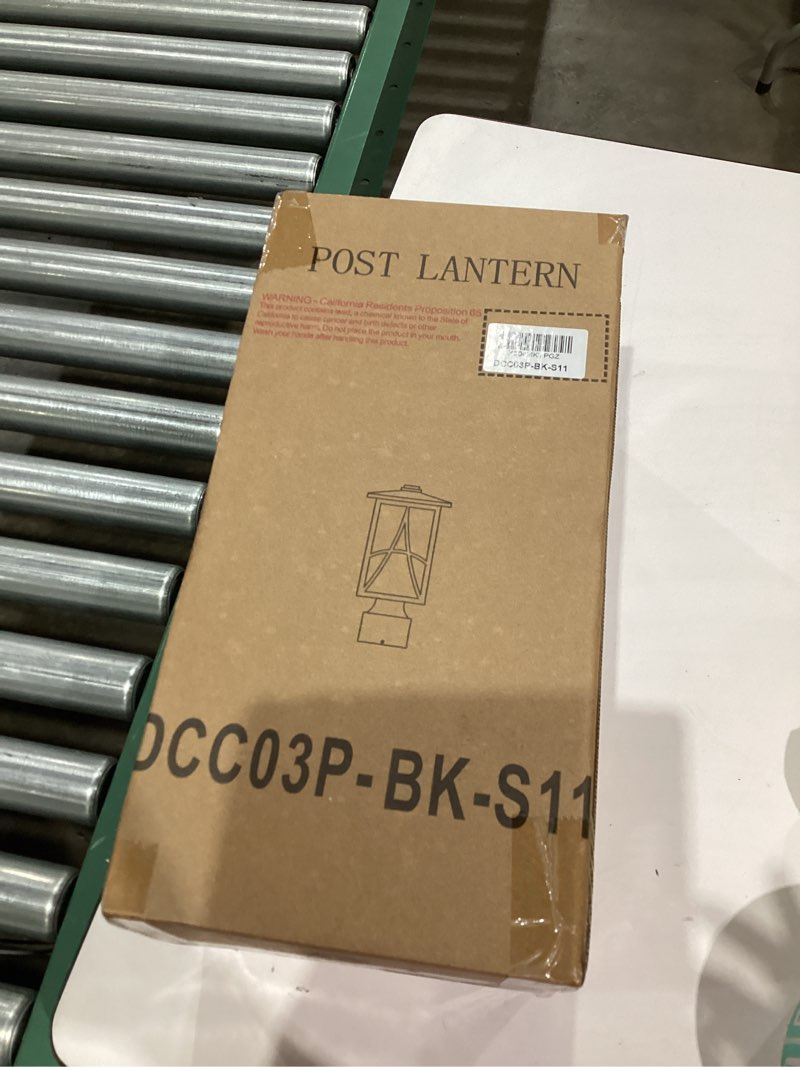 POST LANTERN
WARNING - California Residents Proposition 65
This product contains lead, a chemical known to the State of
California to cause cancer and birth defects or other
reproductive harm. Do not place the product in your mouth.
Wash your hands after handling this product.
DCC03P-BK-S11
DCC03P-BK-S11